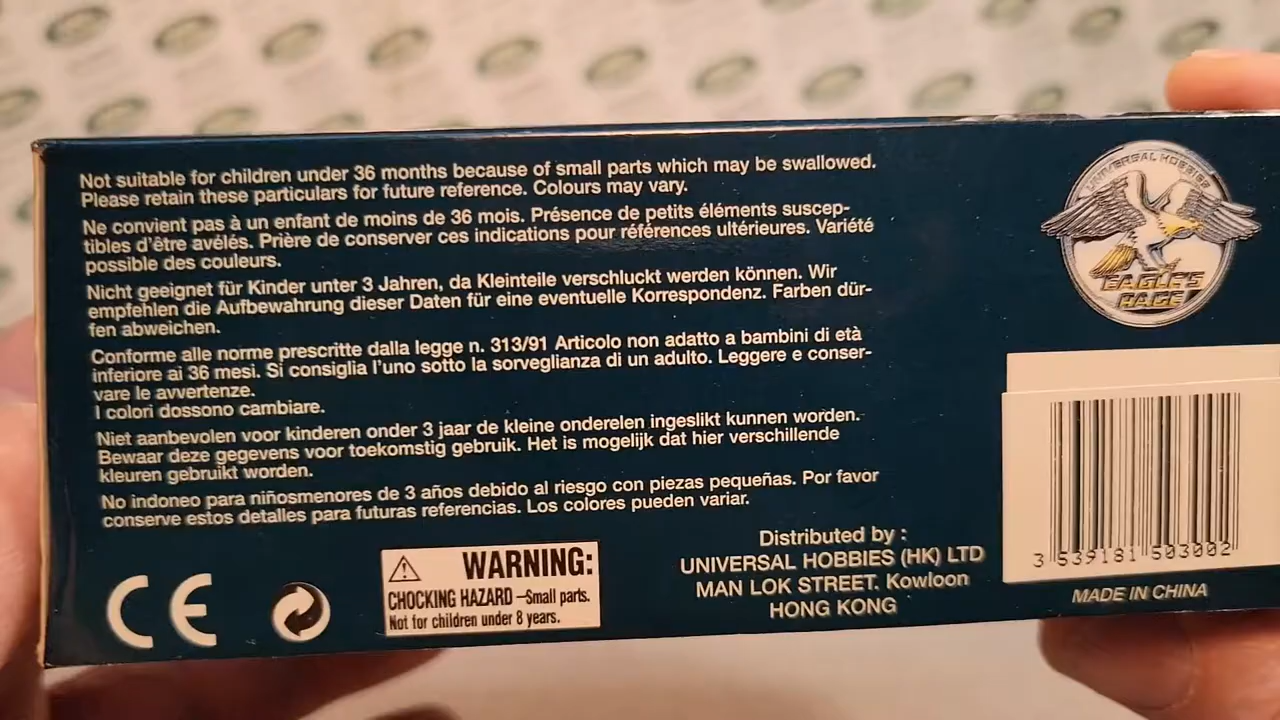 Not suitable for children under 36 months because of small parts which may be swallowed.
Please retain these particulars for future reference. Colours may vary.
Ne convient pas à un enfant de moins de 36 mois. Présence de petits éléments suscep-
tibles d'être avélés. Prière de conserver ces indications pour références ultérieures. Variété
possible des couleurs.
Nicht geeignet für Kinder unter 3 Jahren, da Kleinteile verschluckt werden können. Wir
empfehlen die Aufbewahrung dieser Daten für eine eventuelle Korrespondenz. Farben dür-
fen abweichen.
Conforme alle norme prescritte dalla legge n. 313/91 Articolo non adatto a bambini di età
inferiore ai 36 mesi. Si consiglia l'uno sotto la sorveglianza di un adulto. Leggere e conser-
vare le avvertenze.
I colori dossono cambiare.
Niet aanbevolen voor kinderen onder 3 jaar de kleine onderelen ingeslikt kunnen worden.
Bewaar deze gegevens voor toekomstig gebruik. Het is mogelijk dat hier verschillende
kleuren gebruikt worden.
No indoneo para niñosmenores de 3 años debido al riesgo con piezas pequeñas. Por favor
conserve estos detalles para futuras referencias. Los colores pueden variar.
CE
WARNING:
CHOCKING HAZARD –Small parts.
Not for children under 8 years.
Distributed by :
UNIVERSAL HOBBIES (HK) LTD
MAN LOK STREET. Kowloon
HONG KONG
UNIVERSAL HOBBIES
EAGLE'S
RACE
3 539181 503002
MADE IN CHINA